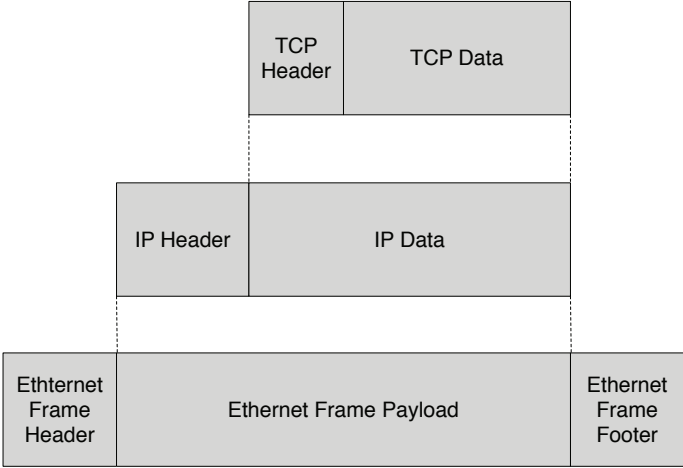 TCP
Header
TCP Data
IP Header
IP Data
Ethternet
Frame
Header
Ethernet Frame Payload
Ethernet
Frame
Footer